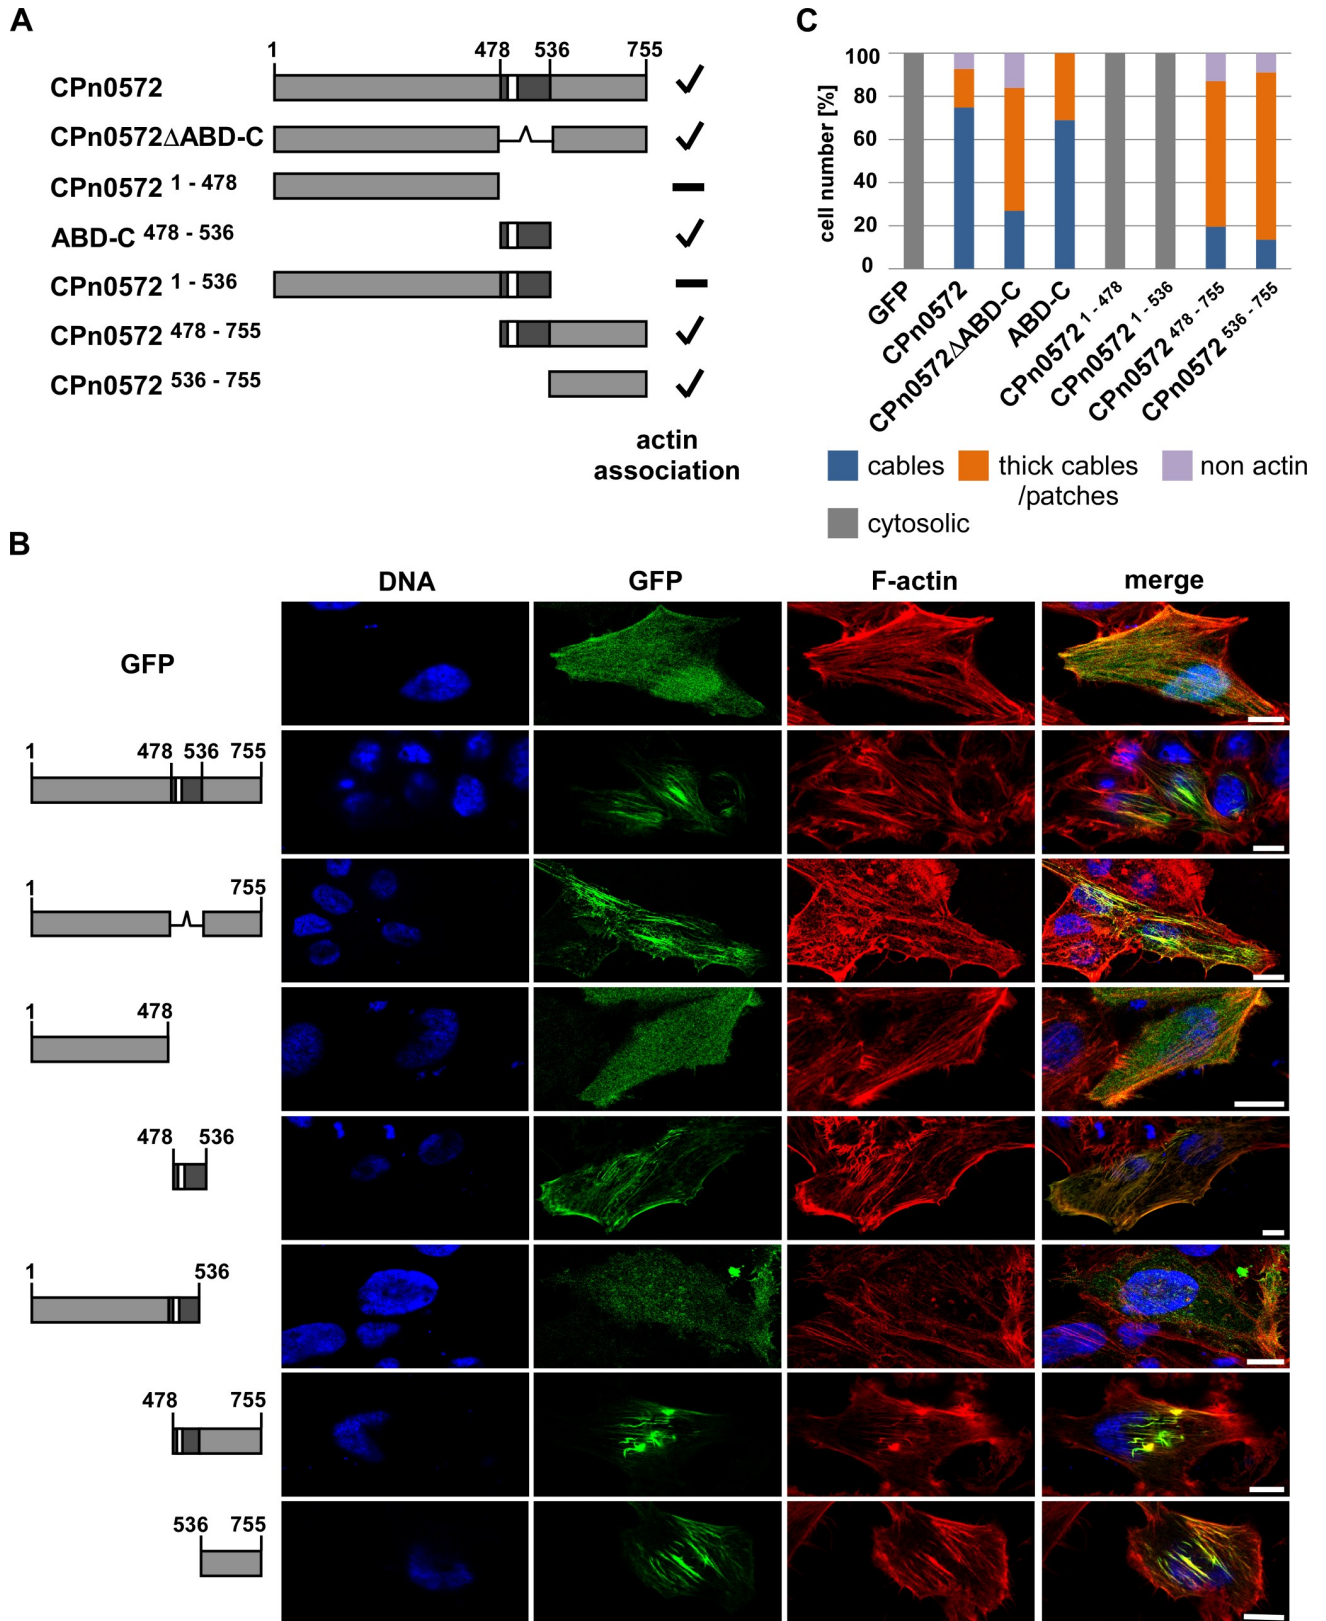 A
1 478 536 755
CPn0572
CPn0572ΔABD-C
CPn0572 1 - 478
ABD-C 478 - 536
CPn0572 1 - 536
CPn0572 478 - 755
CPn0572 536 - 755
actin
association
C
cell number [%]
100
80
60
40
20
0
GFP
CPn0572
CPn0572ΔABD-C
ABD-C
CPn0572 1 - 478
CPn0572 1 - 536
CPn0572 478 - 755
CPn0572 536 - 755
cables
thick cables
/patches
non actin
cytosolic
B
DNA GFP F-actin merge
GFP
1 478 536 755
1 755
1 478
478 536
1 536
478 755
536 755